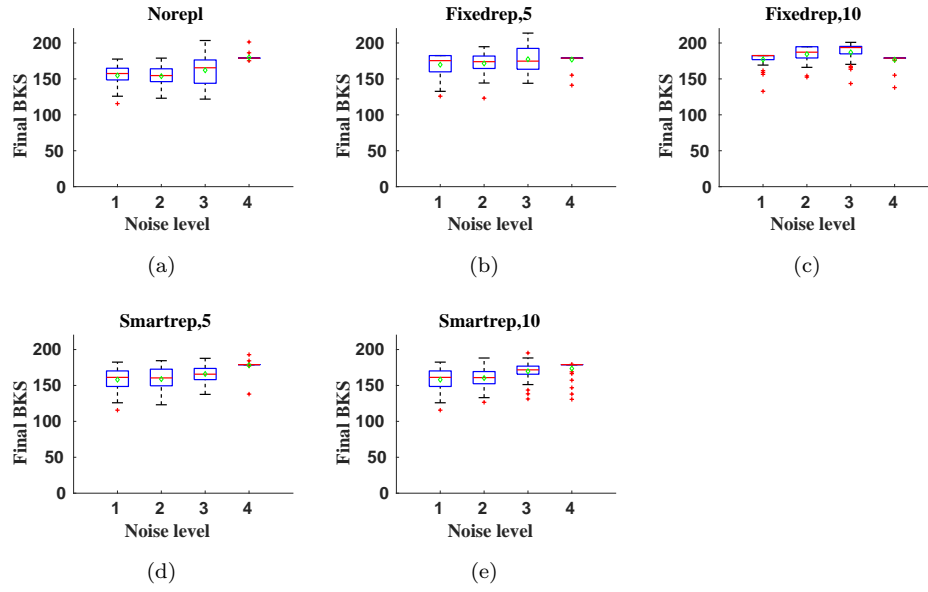 Norepl
Final BKS
200
150
100
50
0
1 2 3 4
Noise level
(a)
Fixedrep,5
Final BKS
200
150
100
50
0
1 2 3 4
Noise level
(b)
Fixedrep,10
Final BKS
200
150
100
50
0
1 2 3 4
Noise level
(c)
Smartrep,5
Final BKS
200
150
100
50
0
1 2 3 4
Noise level
(d)
Smartrep,10
Final BKS
200
150
100
50
0
1 2 3 4
Noise level
(e)